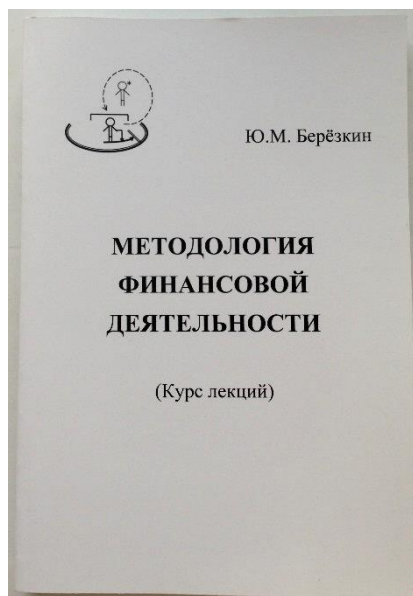 Ю.М. Берёзкин
МЕТОДОЛОГИЯ
ФИНАНСОВОЙ
ДЕЯТЕЛЬНОСТИ
(Курс лекций)